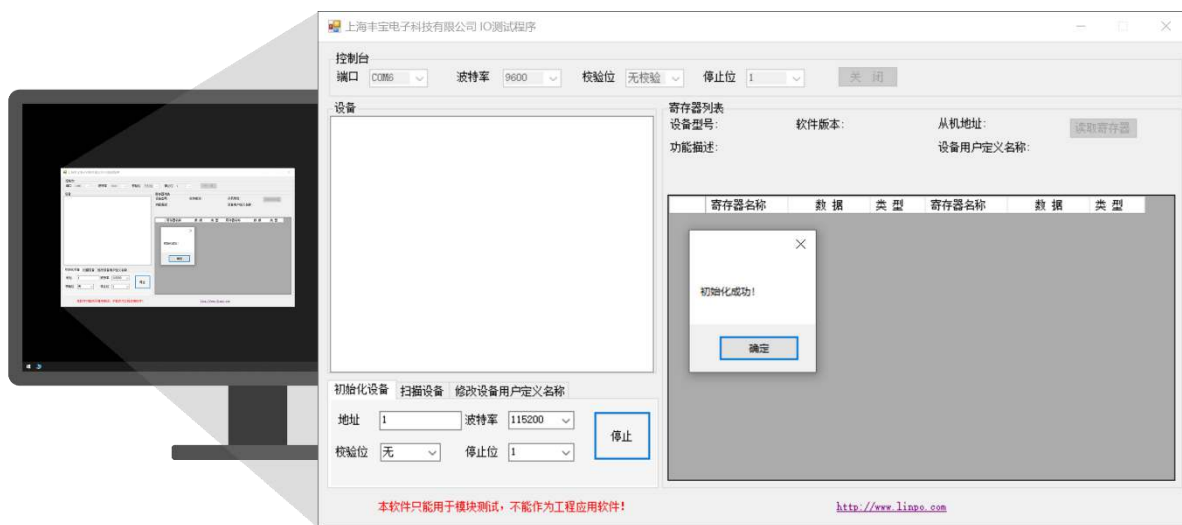 上海丰宝电子科技有限公司 IO测试程序
控制台
端口 COM6 波特率 9600 校验位 无校验 停止位 1 关 闭
设备
寄存器列表
设备型号: 软件版本: 从机地址: 读取寄存器
功能描述: 设备用户定义名称:
寄存器名称 数 据 类 型 寄存器名称 数 据 类 型
初始化成功!
确定
初始化设备 扫描设备 修改设备用户定义名称
地址 1 波特率 115200 停止
校验位 无 停止位 1
本软件只能用于模块测试,不能作为工程应用软件!
http://www.linpo.com